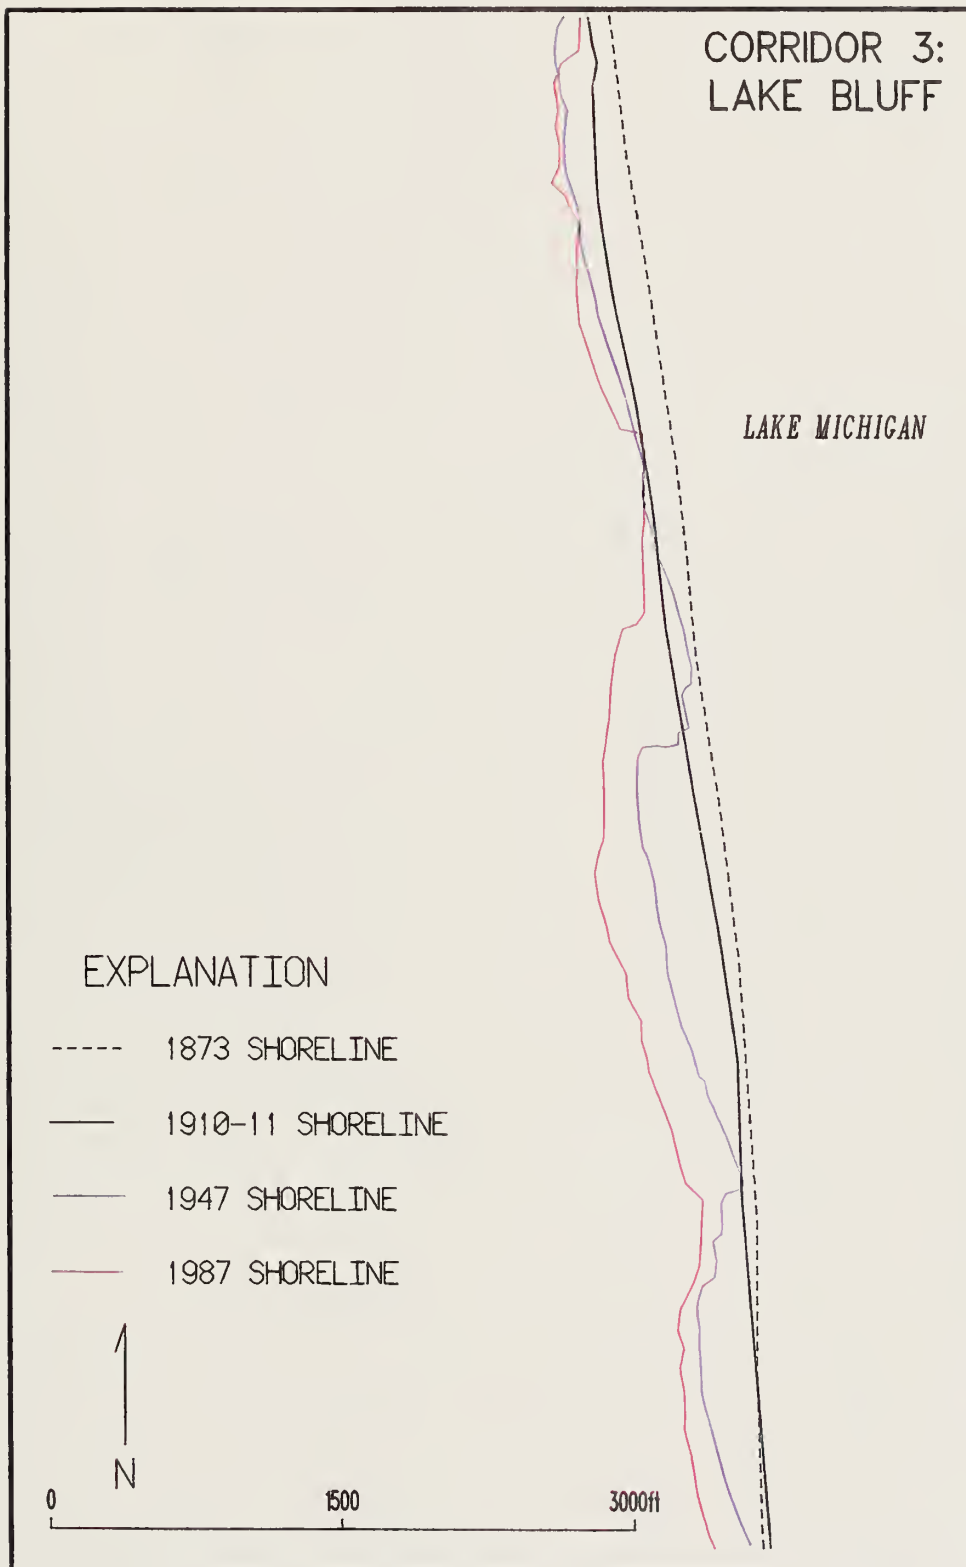 CORRIDOR 3:
LAKE BLUFF
LAKE MICHIGAN
EXPLANATION
1873 SHORELINE
1910-11 SHORELINE
1947 SHORELINE
1987 SHORELINE
N
0 1500 3000ft